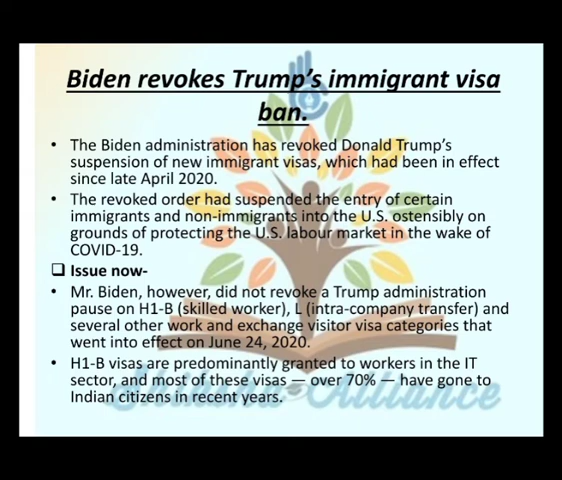 Biden revokes Trump's immigrant visa
ban.
• The Biden administration has revoked Donald Trump's
suspension of new immigrant visas, which had been in effect
since late April 2020.
• The revoked order had suspended the entry of certain
immigrants and non-immigrants into the U.S. ostensibly on
grounds of protecting the U.S. labour market in the wake of
COVID-19.
❑ Issue now-
• Mr. Biden, however, did not revoke a Trump administration
pause on H1-B (skilled worker), L (intra-company transfer) and
several other work and exchange visitor visa categories that
went into effect on June 24, 2020.
• H1-B visas are predominantly granted to workers in the IT
sector, and most of these visas — over 70% — have gone to
Indian citizens in recent years.
Shiksha Alliance